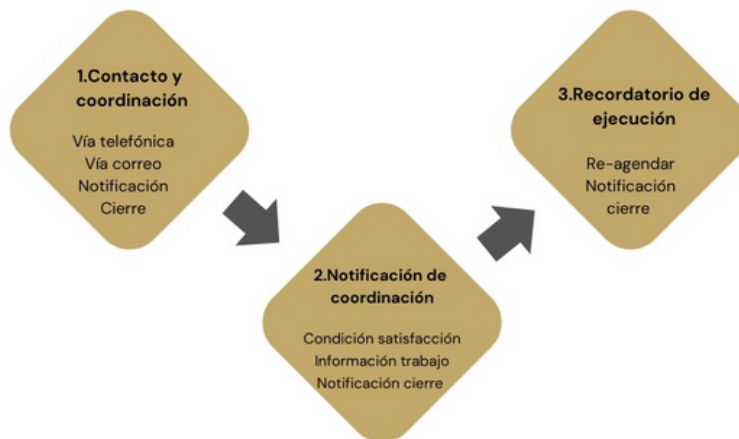 1.Contacto y
coordinación
Vía telefónica
Vía correo
Notificación
Cierre
2.Notificación de
coordinación
Condición satisfacción
Información trabajo
Notificación cierre
3.Recordatorio de
ejecución
Re-agendar
Notificación
cierre